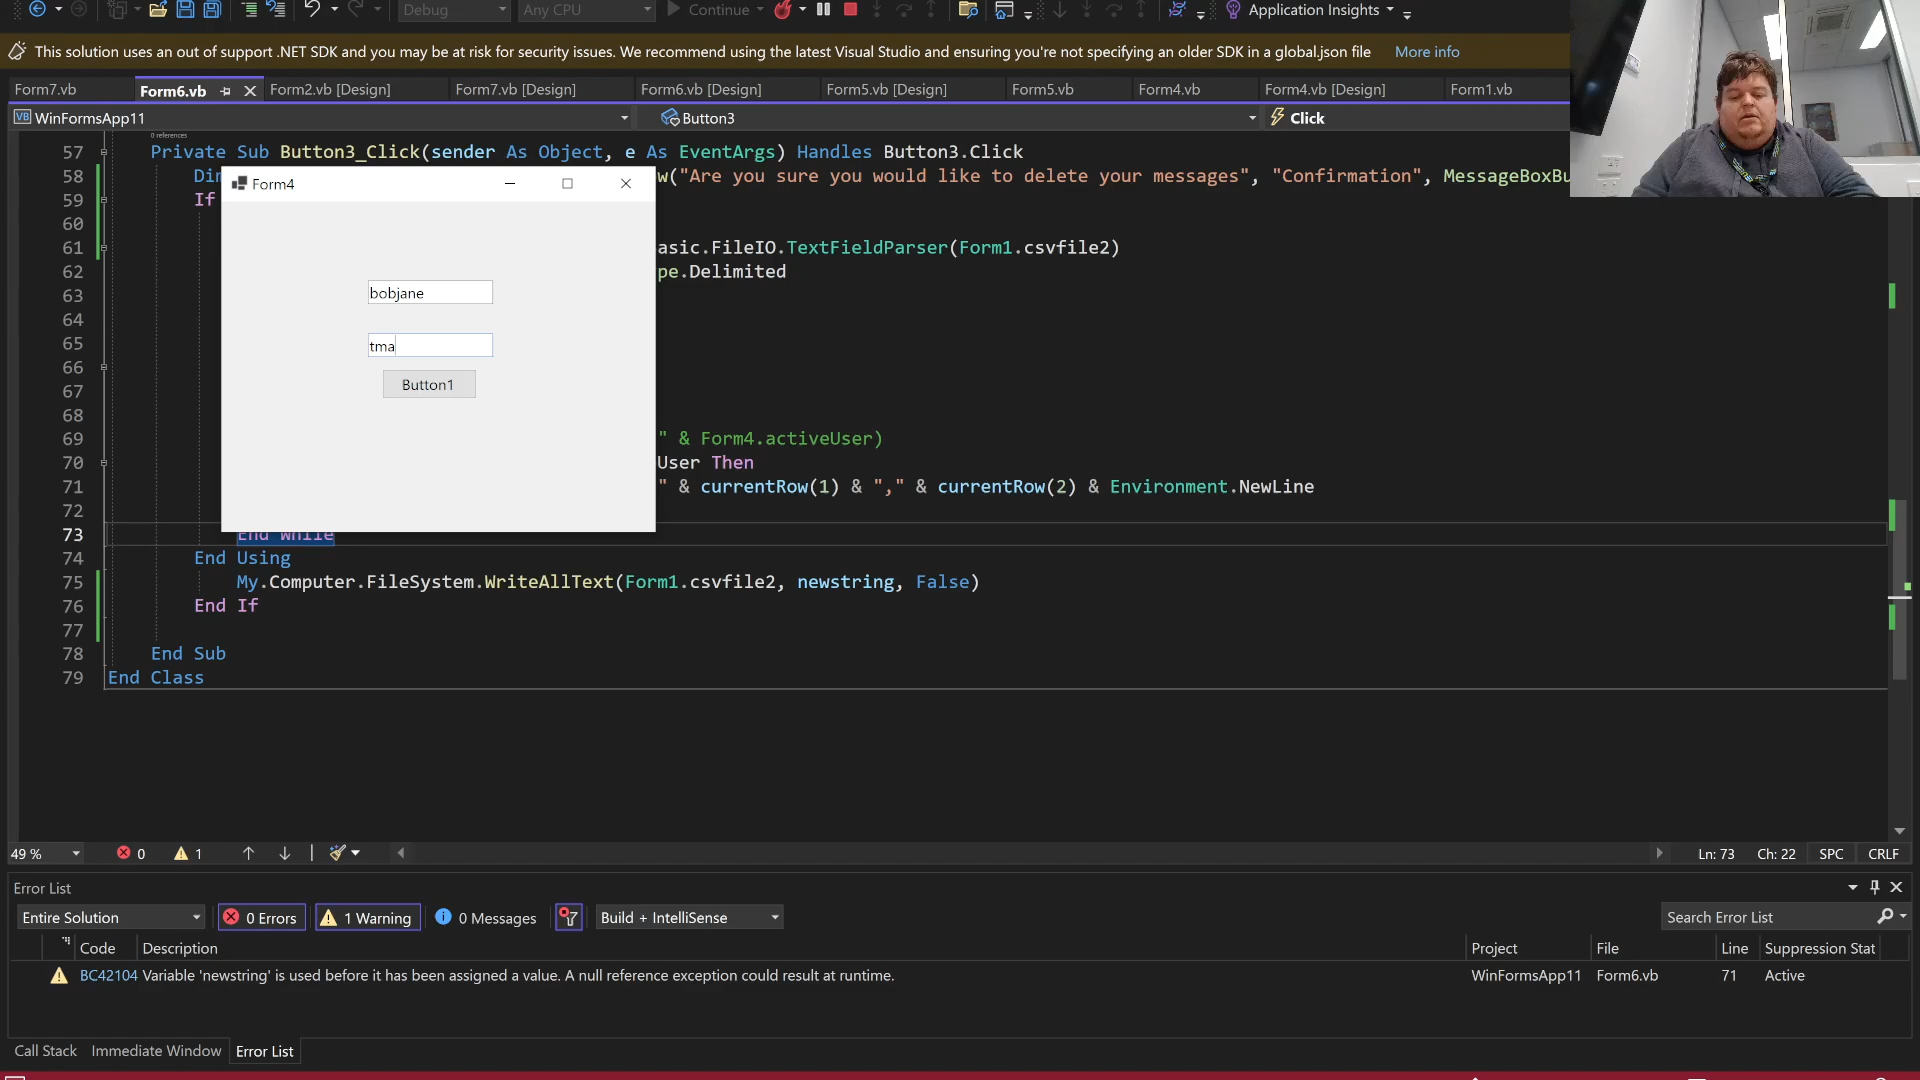 Debug
Any CPU
Continue
Application Insights
This solution uses an out of support .NET SDK and you may be at risk for security issues. We recommend using the latest Visual Studio and ensuring you're not specifying an older SDK in a global.json file
More info
Form7.vb
Form6.vb
Form2.vb [Design]
Form7.vb [Design]
Form6.vb [Design]
Form5.vb [Design]
Form5.vb
Form4.vb
Form4.vb [Design]
Form1.vb
VB WinFormsApp11
Button3
Click
0 references
57 Private Sub Button3_Click(sender As Object, e As EventArgs) Handles Button3.Click
58 w("Are you sure you would like to delete your messages", "Confirmation", MessageBoxBu
59 If
60
61 asic.FileIO.TextFieldParser(Form1.csvfile2)
62 pe.Delimited
63
64
65
66
67
68
69 " & Form4.activeUser)
70 User Then
71 " & currentRow(1) & "," & currentRow(2) & Environment.NewLine
72
73 End While
74 End Using
75 My.Computer.FileSystem.WriteAllText(Form1.csvfile2, newstring, False)
76 End If
77
78 End Sub
79 End Class
Form4
bobjane
tma
Button1
49 %
0
1
Ln: 73
Ch: 22
SPC
CRLF
Error List
Entire Solution
0 Errors
1 Warning
0 Messages
Build + IntelliSense
Search Error List
Code
Description
Project
File
Line
Suppression Stat
BC42104 Variable 'newstring' is used before it has been assigned a value. A null reference exception could result at runtime.
WinFormsApp11
Form6.vb
71
Active
Call Stack
Immediate Window
Error List